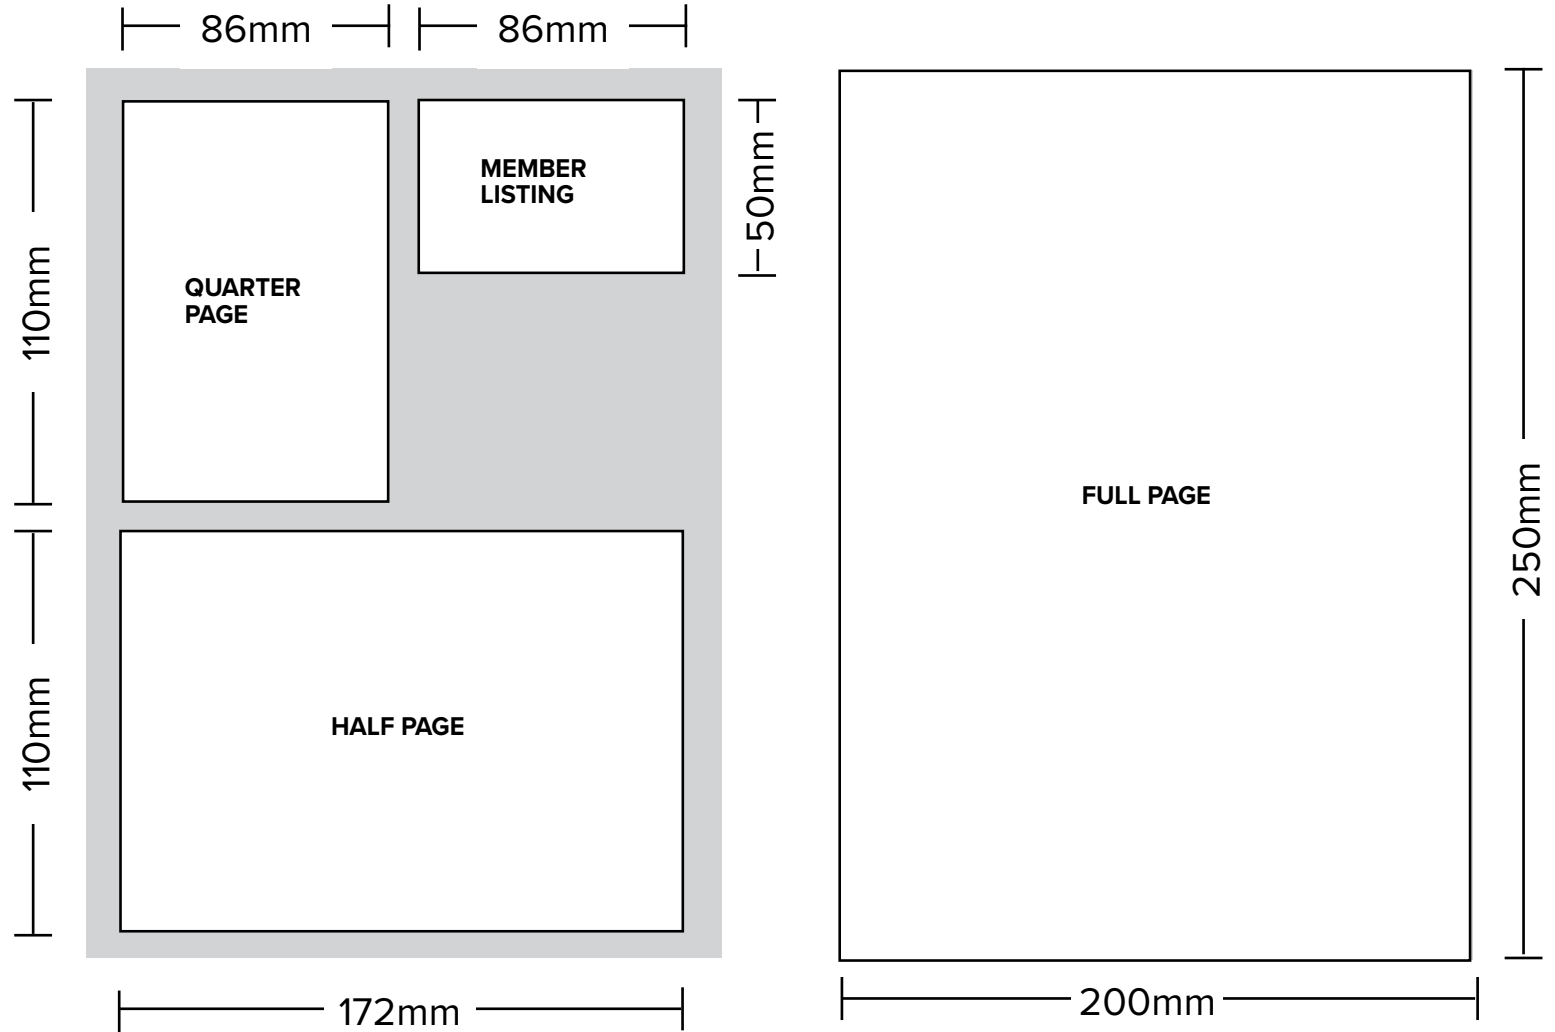 86mm
86mm
MEMBER
LISTING
50mm
QUARTER
PAGE
110mm
FULL PAGE
250mm
HALF PAGE
110mm
172mm
200mm